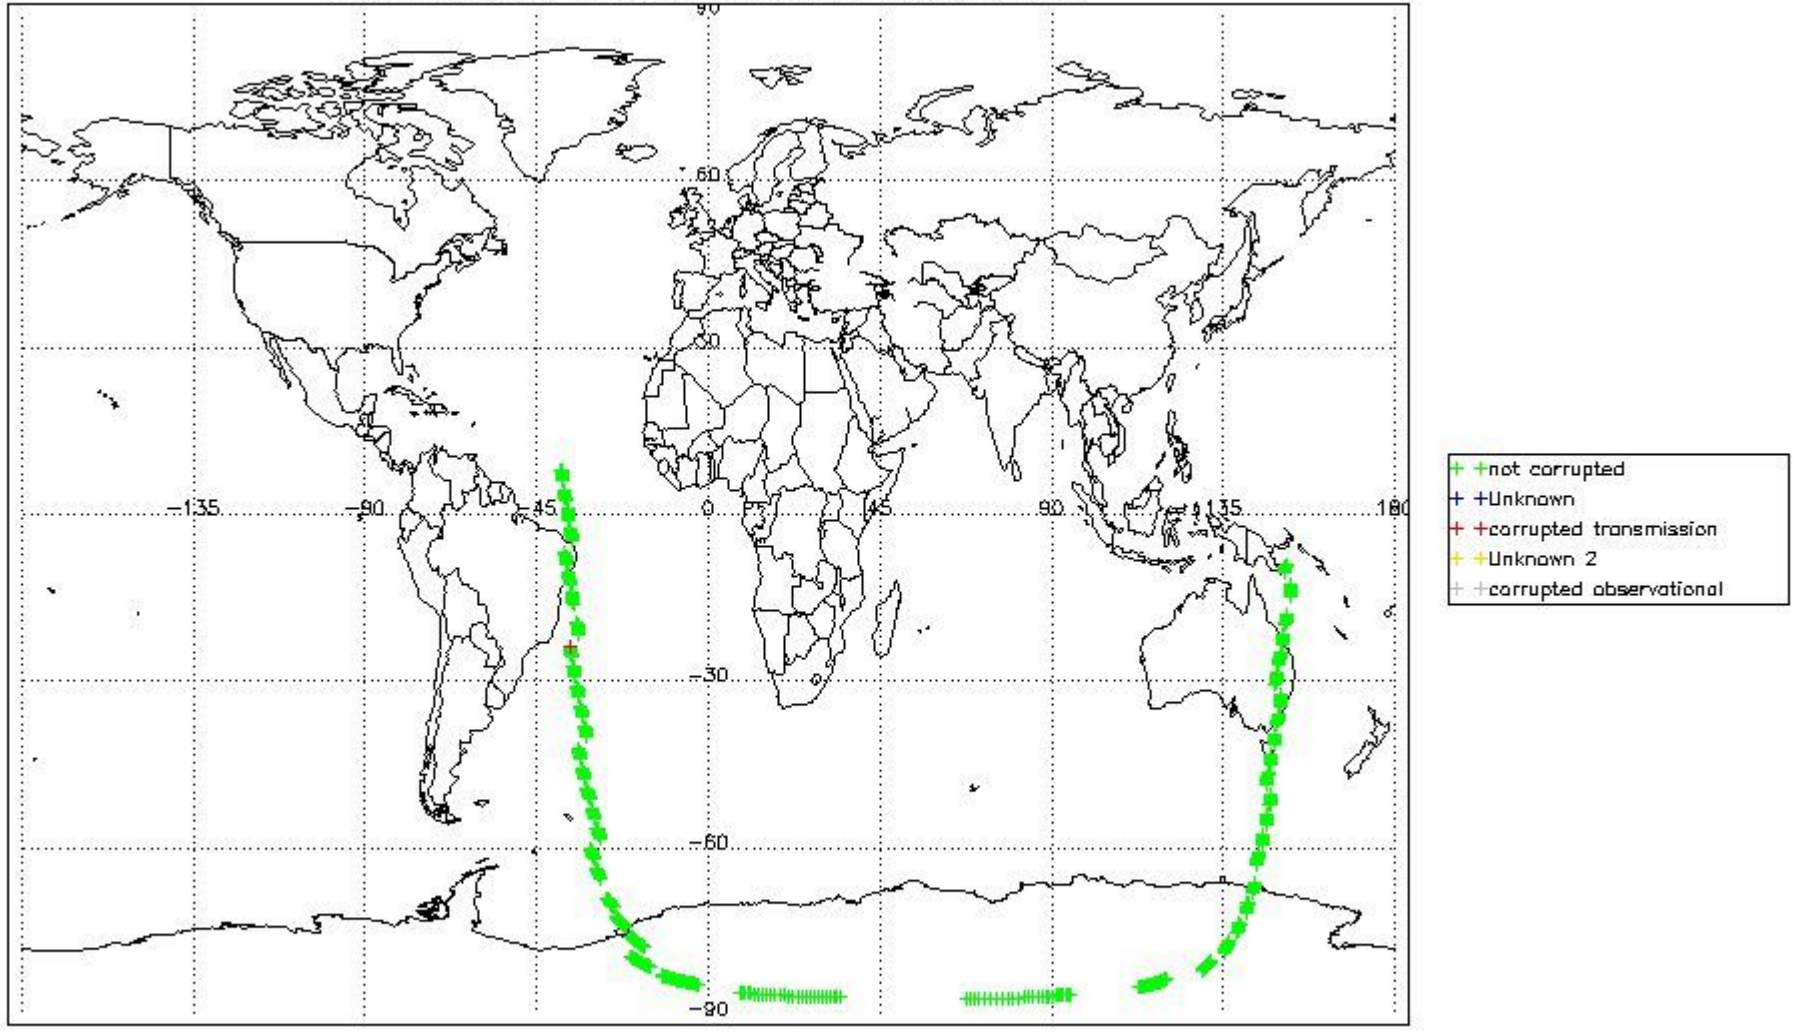 90
60
30
-135
-90
-45
0
45
90
135
180
-30
-60
-90
not corrupted
Unknown
corrupted transmission
Unknown 2
corrupted observational